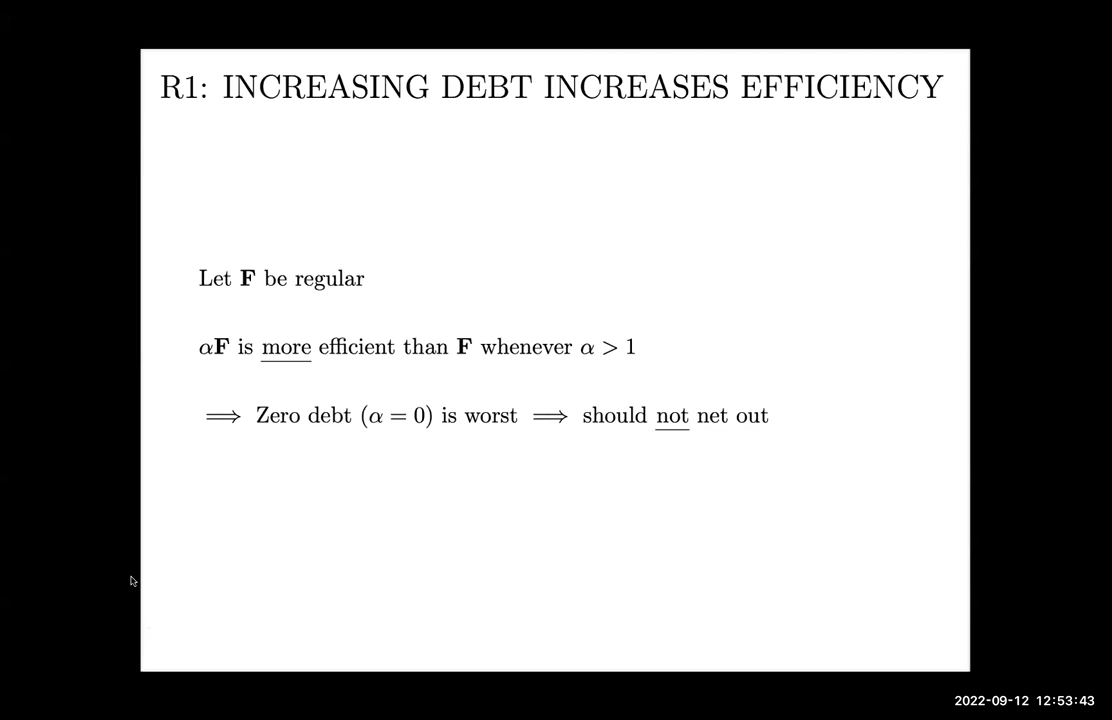 R1: INCREASING DEBT INCREASES EFFICIENCY
Let F be regular
αF is more efficient than F whenever α > 1
⟹ Zero debt (α = 0) is worst ⟹ should not net out
2022-09-12 12:53:43